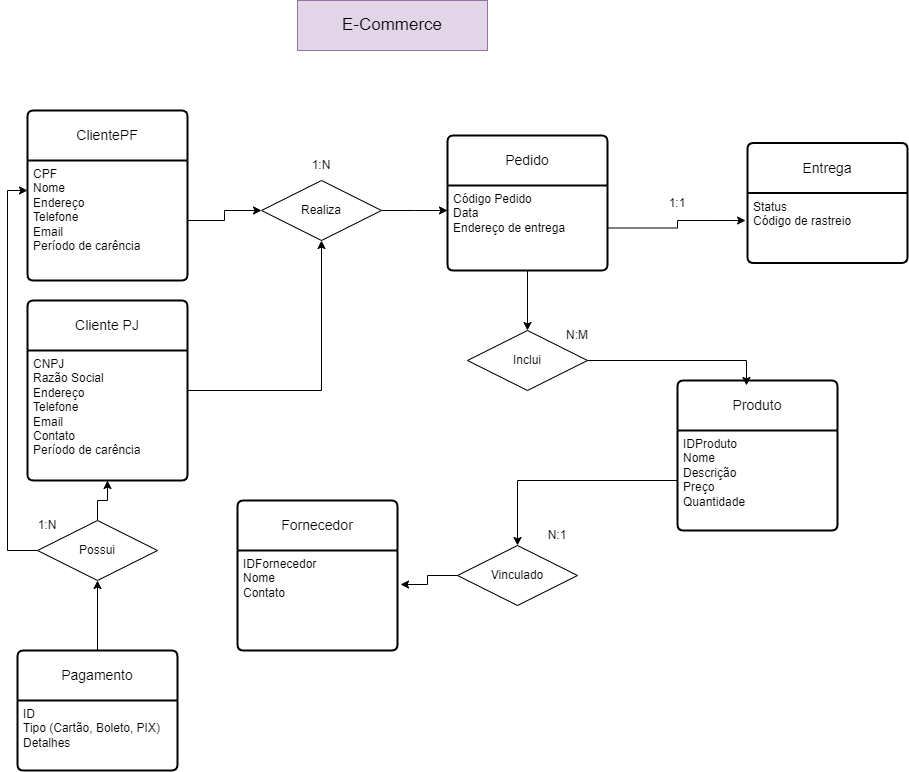 E-Commerce
ClientePF
CPF
Nome
Endereço
Telefone
Email
Período de carência
1:N
Realiza
Pedido
Código Pedido
Data
Endereço de entrega
1:1
Entrega
Status
Código de rastreio
Cliente PJ
CNPJ
Razão Social
Endereço
Telefone
Email
Contato
Período de carência
N:M
Inclui
Produto
IDProduto
Nome
Descrição
Preço
Quantidade
1:N
Possui
Fornecedor
IDFornecedor
Nome
Contato
N:1
Vinculado
Pagamento
ID
Tipo (Cartão, Boleto, PIX)
Detalhes